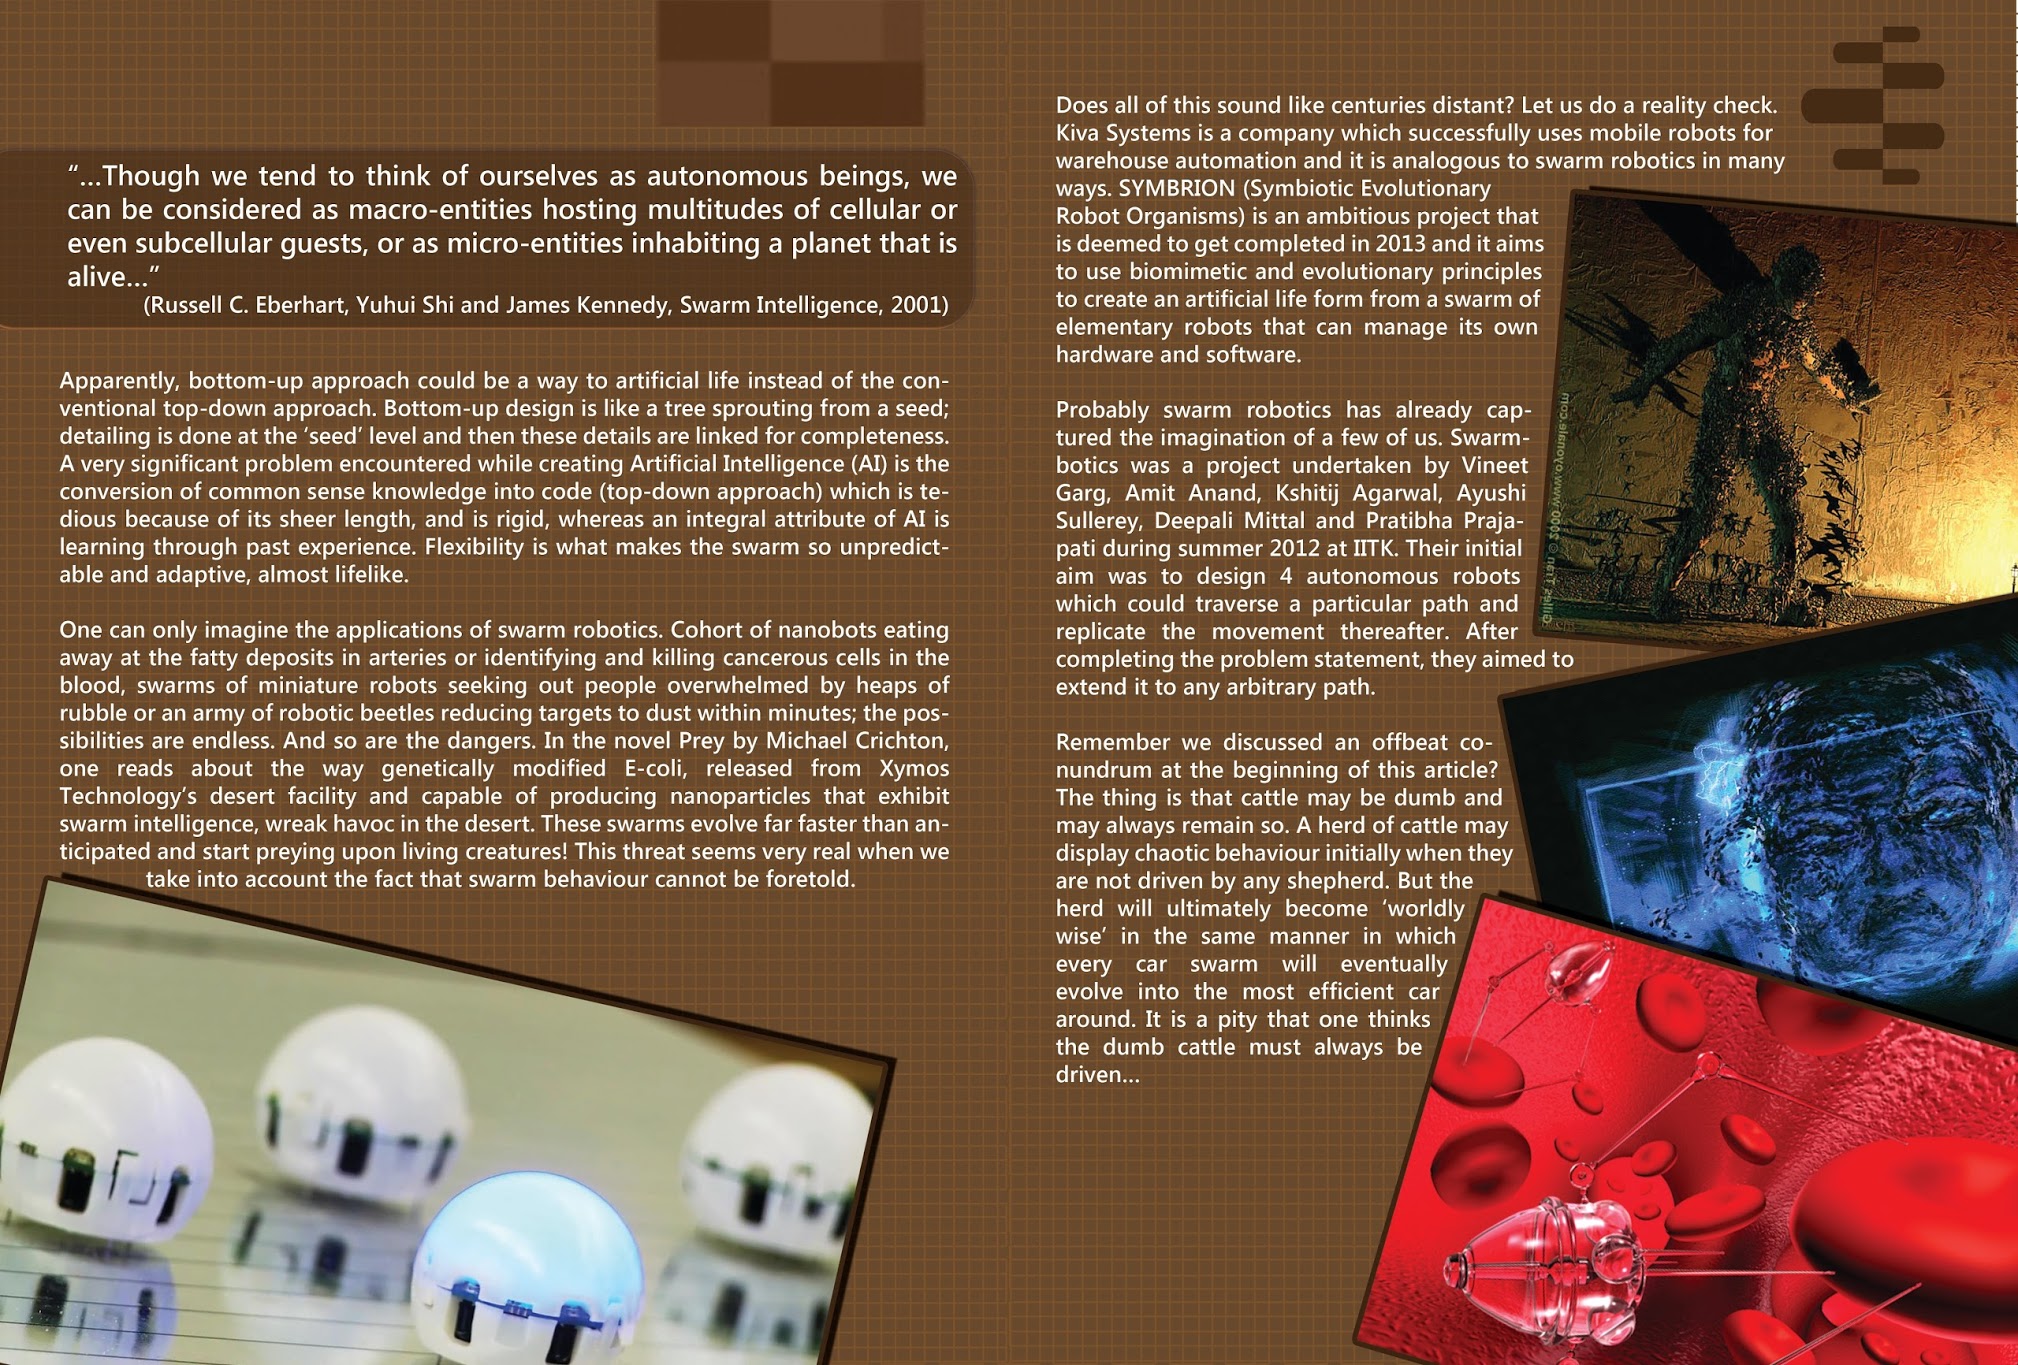 “...Though we tend to think of ourselves as autonomous beings, we
can be considered as macro-entities hosting multitudes of cellular or
even subcellular guests, or as micro-entities inhabiting a planet that is
alive...”
(Russell C. Eberhart, Yuhui Shi and James Kennedy, Swarm Intelligence, 2001)
Apparently, bottom-up approach could be a way to artificial life instead of the con-
ventional top-down approach. Bottom-up design is like a tree sprouting from a seed;
detailing is done at the ‘seed’ level and then these details are linked for completeness.
A very significant problem encountered while creating Artificial Intelligence (AI) is the
conversion of common sense knowledge into code (top-down approach) which is te-
dious because of its sheer length, and is rigid, whereas an integral attribute of AI is
learning through past experience. Flexibility is what makes the swarm so unpredict-
able and adaptive, almost lifelike.
One can only imagine the applications of swarm robotics. Cohort of nanobots eating
away at the fatty deposits in arteries or identifying and killing cancerous cells in the
blood, swarms of miniature robots seeking out people overwhelmed by heaps of
rubble or an army of robotic beetles reducing targets to dust within minutes; the pos-
sibilities are endless. And so are the dangers. In the novel Prey by Michael Crichton,
one reads about the way genetically modified E-coli, released from Xymos
Technology’s desert facility and capable of producing nanoparticles that exhibit
swarm intelligence, wreak havoc in the desert. These swarms evolve far faster than an-
ticipated and start preying upon living creatures! This threat seems very real when we
take into account the fact that swarm behaviour cannot be foretold.
Does all of this sound like centuries distant? Let us do a reality check.
Kiva Systems is a company which successfully uses mobile robots for
warehouse automation and it is analogous to swarm robotics in many
ways. SYMBRION (Symbiotic Evolutionary
Robot Organisms) is an ambitious project that
is deemed to get completed in 2013 and it aims
to use biomimetic and evolutionary principles
to create an artificial life form from a swarm of
elementary robots that can manage its own
hardware and software.
Probably swarm robotics has already cap-
tured the imagination of a few of us. Swarm-
botics was a project undertaken by Vineet
Garg, Amit Anand, Kshitij Agarwal, Ayushi
Sullerey, Deepali Mittal and Pratibha Praja-
pati during summer 2012 at IITK. Their initial
aim was to design 4 autonomous robots
which could traverse a particular path and
replicate the movement thereafter. After
completing the problem statement, they aimed to
extend it to any arbitrary path.
Remember we discussed an offbeat co-
nundrum at the beginning of this article?
The thing is that cattle may be dumb and
may always remain so. A herd of cattle may
display chaotic behaviour initially when they
are not driven by any shepherd. But the
herd will ultimately become ‘worldly
wise’ in the same manner in which
every car swarm will eventually
evolve into the most efficient car
around. It is a pity that one thinks
the dumb cattle must always be
driven...
Gilles Tran © 2000 www.oyonale.com